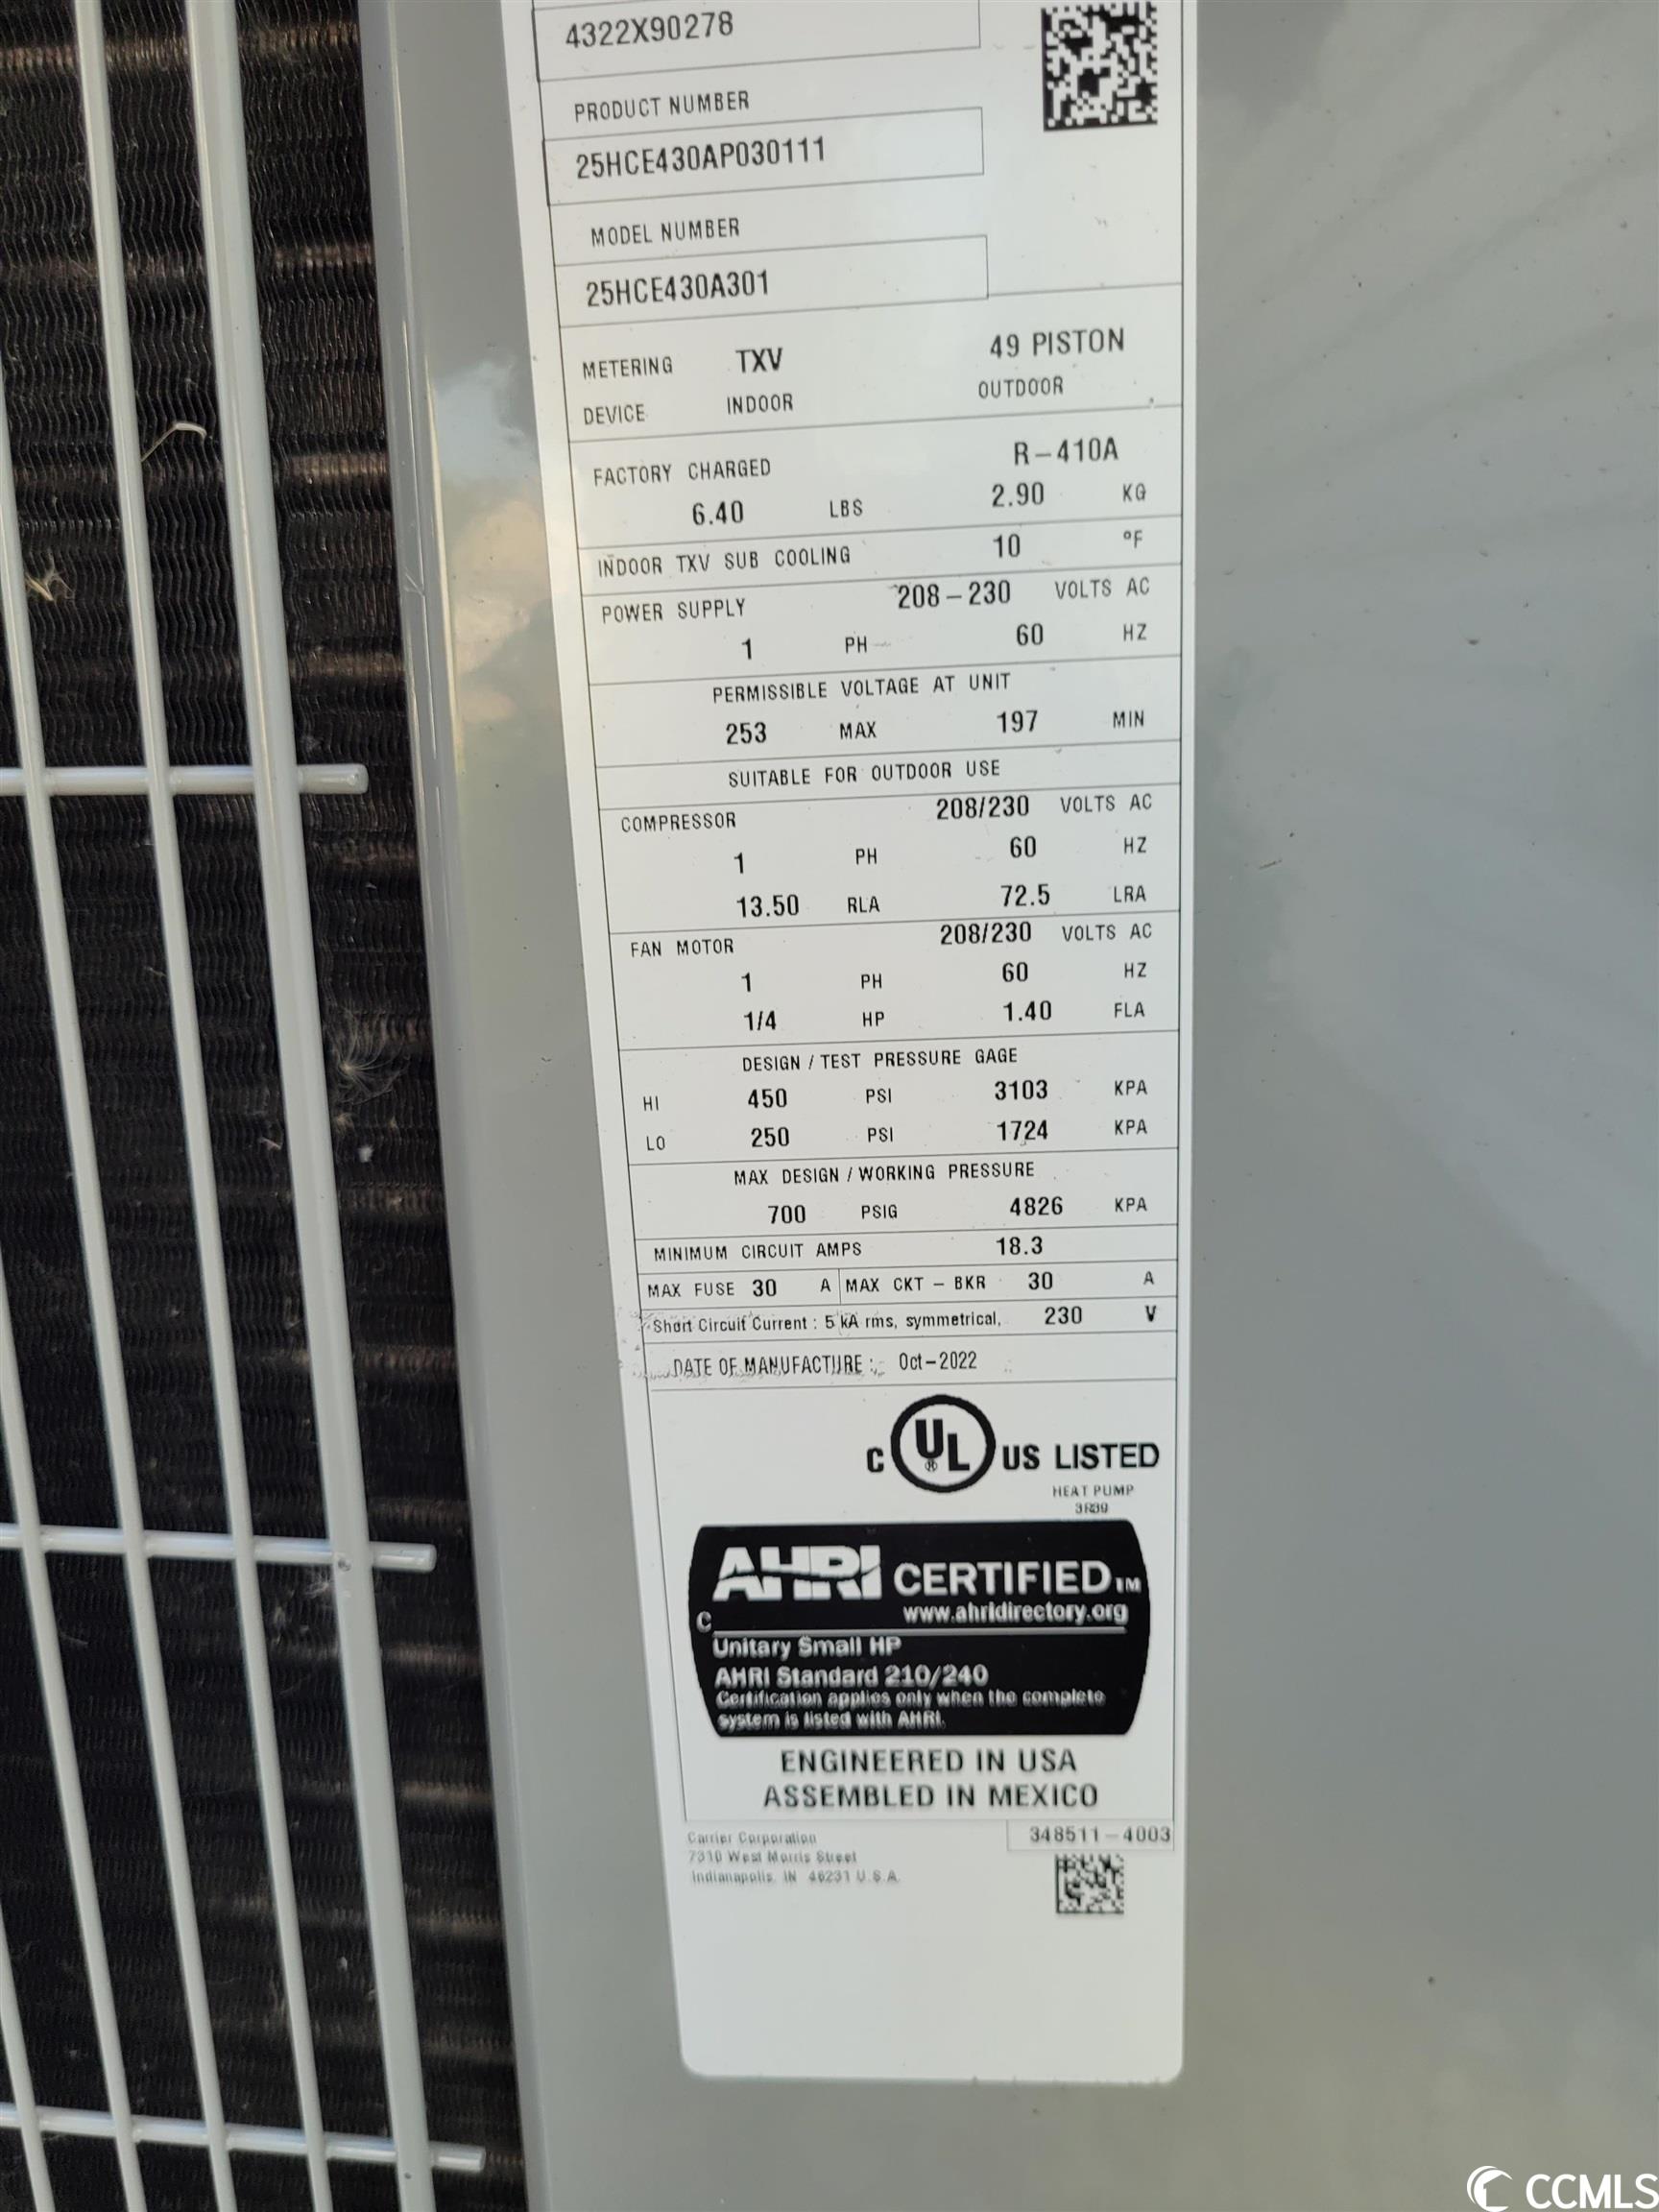 4322X90278
PRODUCT NUMBER
25HCE430AP030111
MODEL NUMBER
25HCE430A301
METERING TXV 49 PISTON
DEVICE INDOOR OUTDOOR
FACTORY CHARGED R-410A
6.40 LBS 2.90 KG
INDOOR TXV SUB COOLING 10 °F
POWER SUPPLY 208-230 VOLTS AC
1 PH 60 HZ
PERMISSIBLE VOLTAGE AT UNIT
253 MAX 197 MIN
SUITABLE FOR OUTDOOR USE
COMPRESSOR 208/230 VOLTS AC
1 PH 60 HZ
13.50 RLA 72.5 LRA
FAN MOTOR 208/230 VOLTS AC
1 PH 60 HZ
1/4 HP 1.40 FLA
DESIGN / TEST PRESSURE GAGE
HI 450 PSI 3103 KPA
LO 250 PSI 1724 KPA
MAX DESIGN / WORKING PRESSURE
700 PSIG 4826 KPA
MINIMUM CIRCUIT AMPS 18.3
MAX FUSE 30 A MAX CKT - BKR 30 A
Short Circuit Current : 5 kA rms, symmetrical, 230 V
DATE OF MANUFACTURE : Oct-2022
C UL ® US LISTED
HEAT PUMP
3R39
AHRI CERTIFIED TM
www.ahridirectory.org
C
Unitary Small HP
AHRI Standard 210/240
Certification applies only when the complete
system is listed with AHRI.
ENGINEERED IN USA
ASSEMBLED IN MEXICO
Carrier Corporation 348511-4003
7310 West Morris Street
Indianapolis, IN 46231 U.S.A.
CCMLS